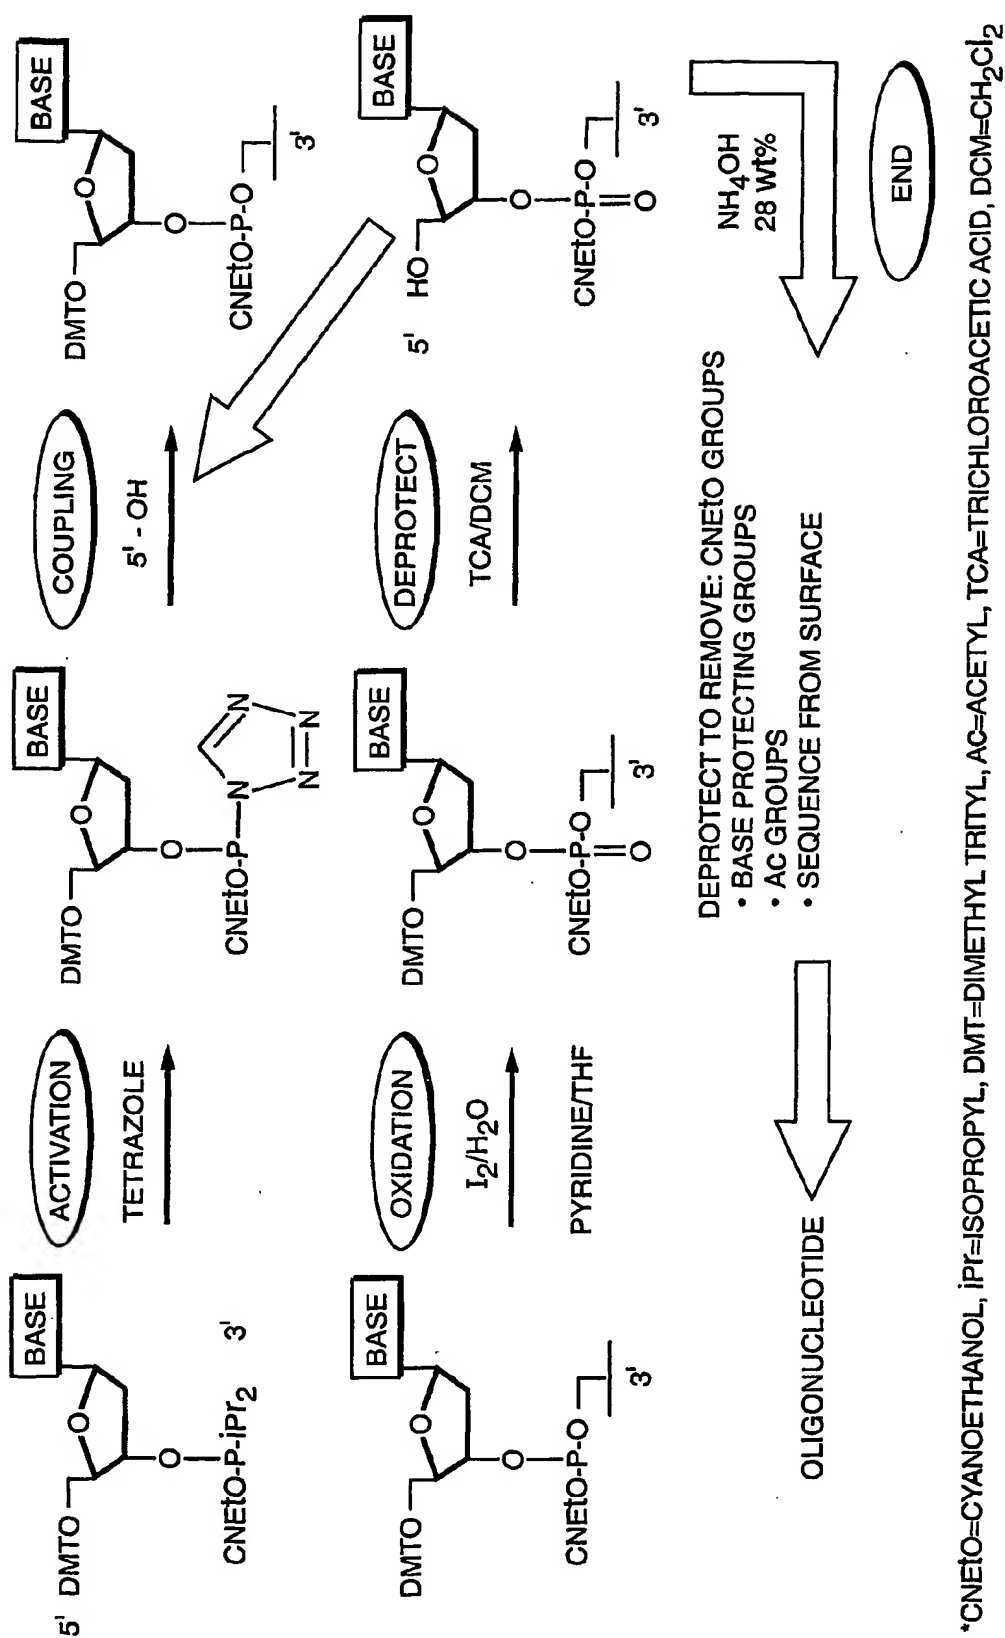 5' DMTO
BASE
O
O
CNEtO-P-iPr2 3'
ACTIVATION
TETRAZOLE
DMTO
BASE
O
O
CNEtO-P-N
N
N=N
COUPLING
5' - OH
DMTO
BASE
O
O
CNEtO-P-O
3'
DMTO
BASE
O
O
CNEtO-P-O
3'
OXIDATION
I2/H2O
PYRIDINE/THF
DMTO
BASE
O
O
CNEtO-P-O
O
3'
DEPROTECT
TCA/DCM
5' HO
BASE
O
O
CNEtO-P-O
O
3'
NH4OH
28 Wt%
END
DEPROTECT TO REMOVE: CNEtO GROUPS
• BASE PROTECTING GROUPS
• AC GROUPS
• SEQUENCE FROM SURFACE
OLIGONUCLEOTIDE
*CNEtO=CYANOETHANOL, iPr=ISOPROPYL, DMT=DIMETHYL TRITYL, AC=ACETYL, TCA=TRICHLOROACETIC ACID, DCM=CH2Cl2